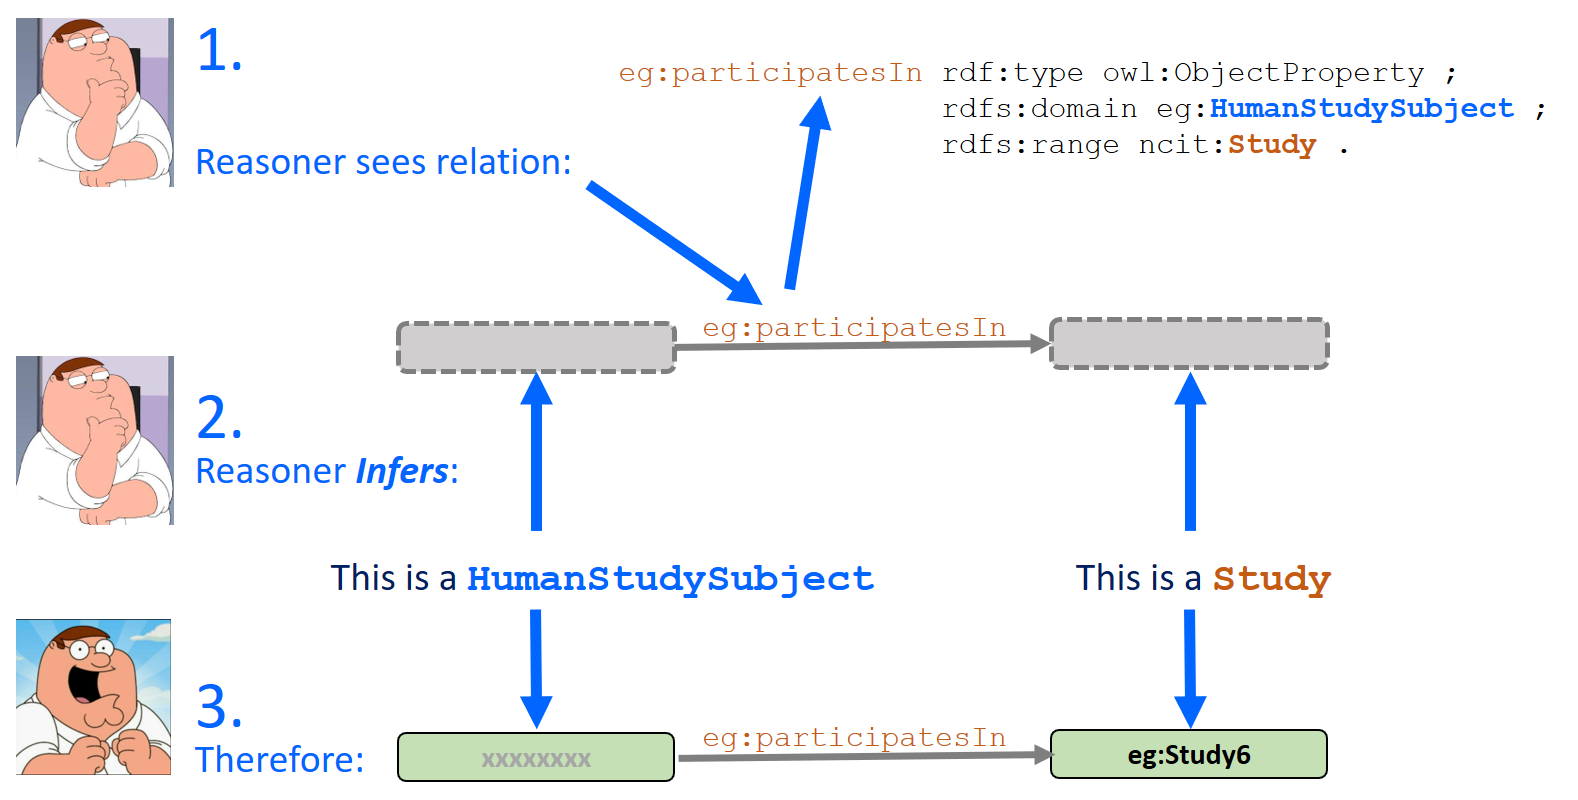 1.
eg:participatesIn rdf:type owl:ObjectProperty ;
rdfs:domain eg:HumanStudySubject ;
rdfs:range ncit:Study .
Reasoner sees relation:
eg:participatesIn
2.
Reasoner Infers:
This is a HumanStudySubject
This is a Study
3.
Therefore:
xxxxxxxx
eg:participatesIn
eg:Study6